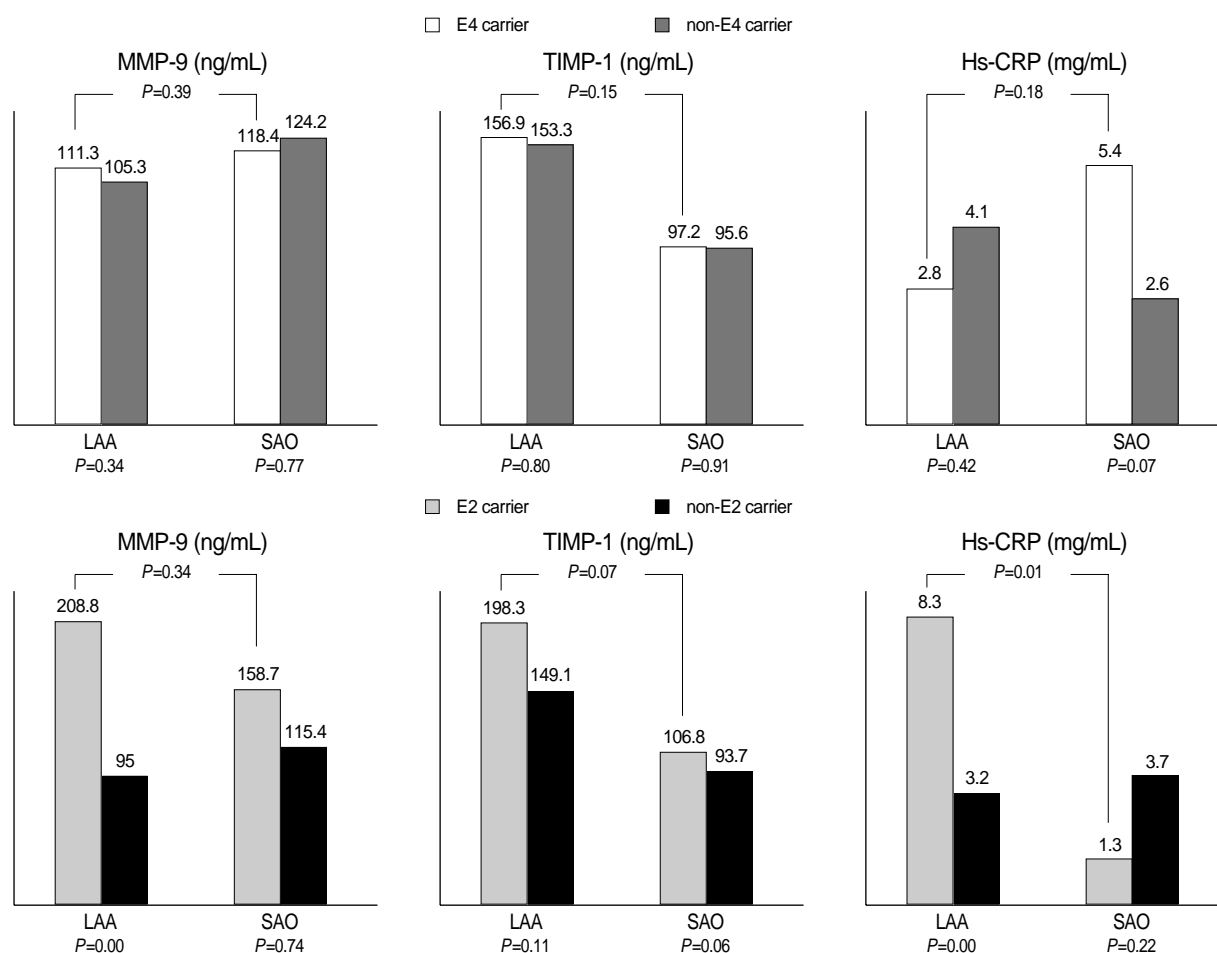 E4 carrier non-E4 carrier
MMP-9 (ng/mL) TIMP-1 (ng/mL) Hs-CRP (mg/mL)
P=0.39 P=0.15 P=0.18
111.3 105.3 118.4 124.2 156.9 153.3 97.2 95.6 2.8 4.1 5.4 2.6
LAA SAO LAA SAO LAA SAO
P=0.34 P=0.77 P=0.80 P=0.91 P=0.42 P=0.07
E2 carrier non-E2 carrier
MMP-9 (ng/mL) TIMP-1 (ng/mL) Hs-CRP (mg/mL)
P=0.34 P=0.07 P=0.01
208.8 95 158.7 115.4 198.3 149.1 106.8 93.7 8.3 3.2 1.3 3.7
LAA SAO LAA SAO LAA SAO
P=0.00 P=0.74 P=0.11 P=0.06 P=0.00 P=0.22